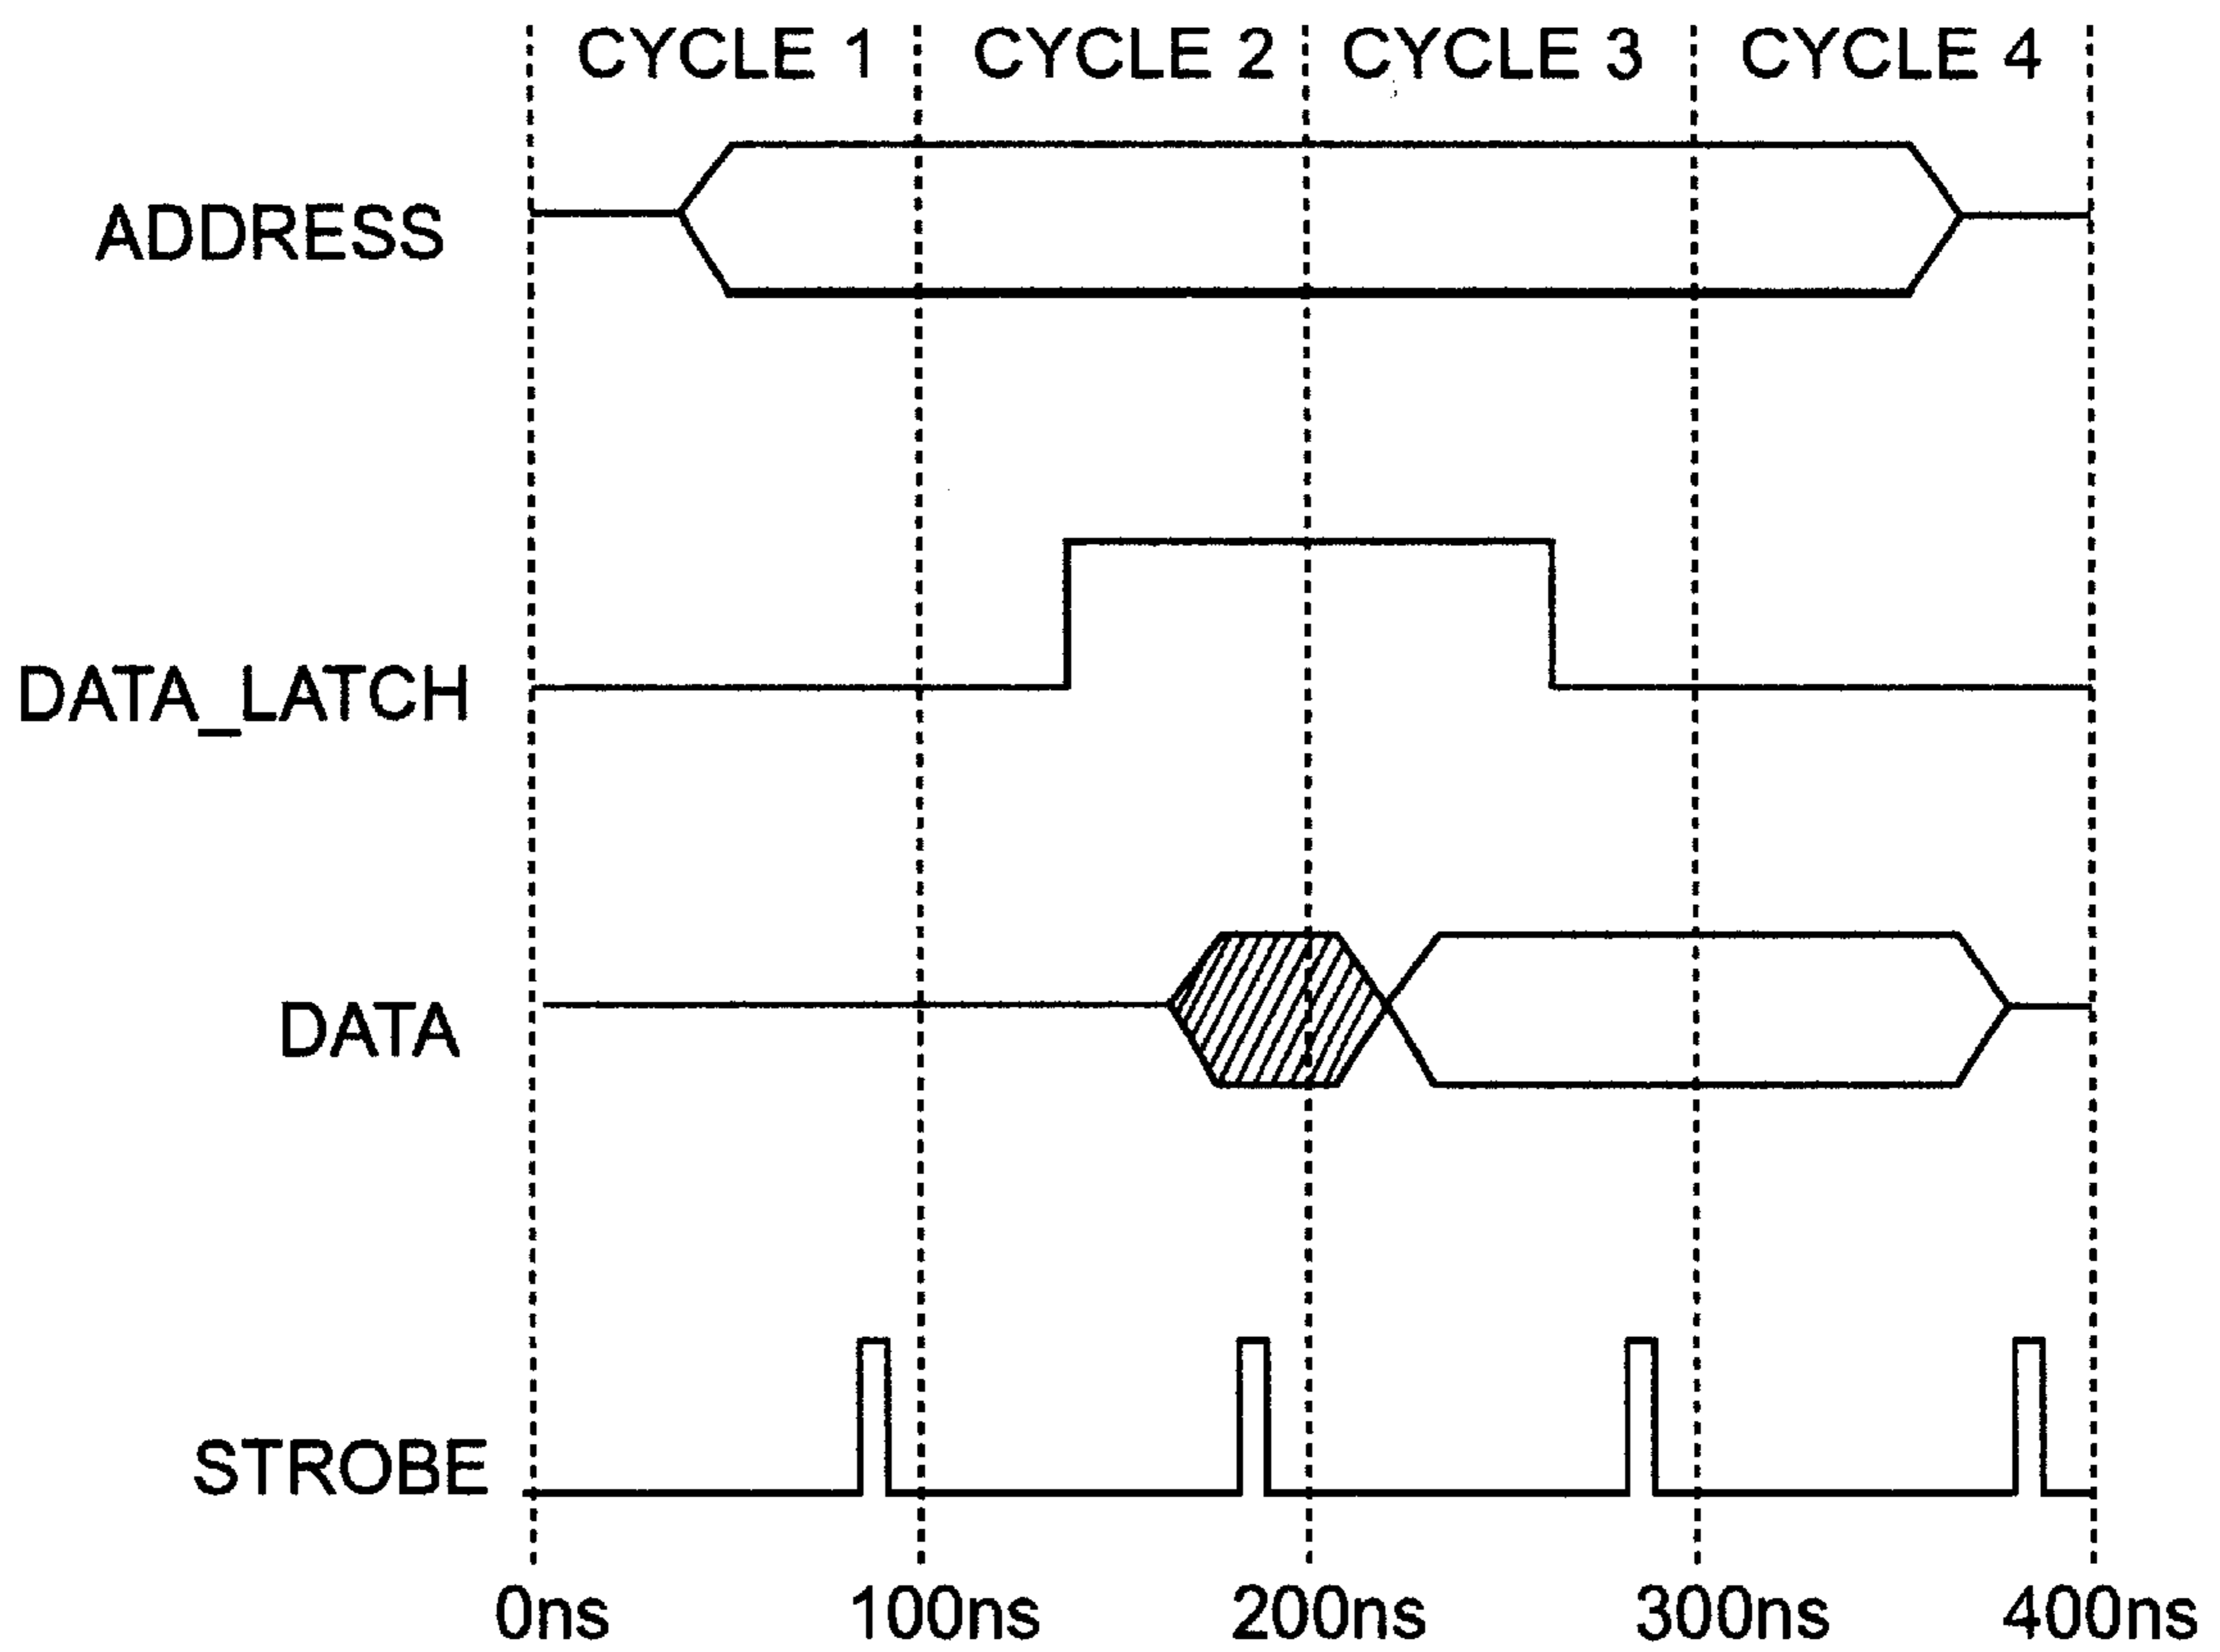 CYCLE 1 CYCLE 2 CYCLE 3 CYCLE 4
ADDRESS
DATA_LATCH
DATA
STROBE
0ns 100ns 200ns 300ns 400ns